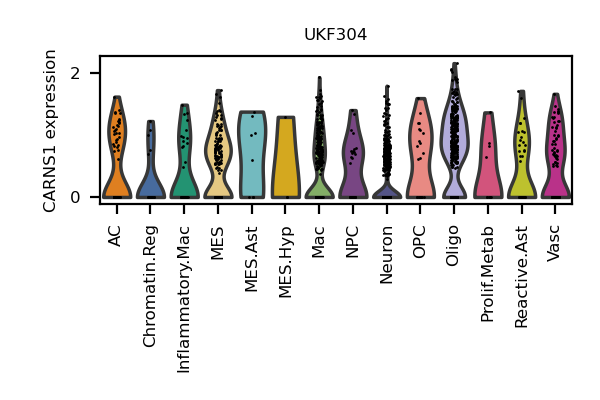 UKF304
CARNS1 expression
2
0
AC
Chromatin.Reg
Inflammatory.Mac
MES
MES.Ast
MES.Hyp
Mac
NPC
Neuron
OPC
Oligo
Prolif.Metab
Reactive.Ast
Vasc